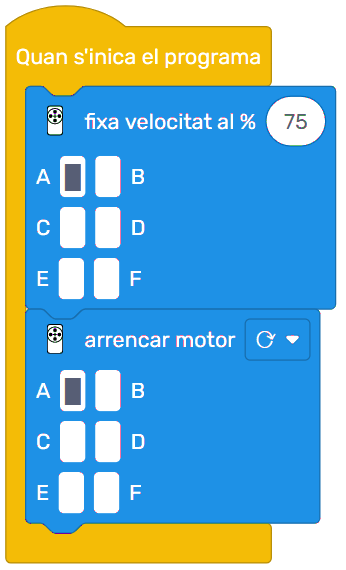 Quan s'inica el programa
fixa velocitat al % 75
A B
C D
E F
arrencar motor
A B
C D
E F